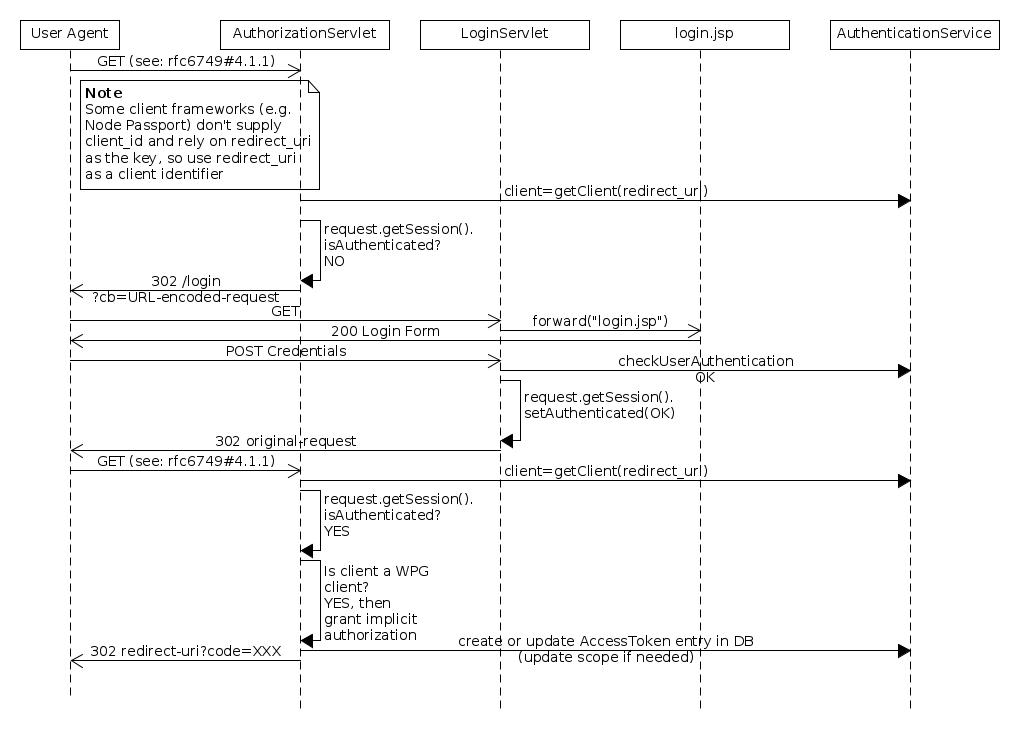 User Agent
AuthorizationServlet
LoginServlet
login.jsp
AuthenticationService
GET (see: rfc6749#4.1.1)
Note
Some client frameworks (e.g.
Node Passport) don't supply
client_id and rely on redirect_uri
as the key, so use redirect_uri
as a client identifier
client=getClient(redirect_url)
request.getSession().
isAuthenticated?
NO
302 /login
?cb=URL-encoded-request
GET
forward("login.jsp")
200 Login Form
POST Credentials
checkUserAuthentication
OK
request.getSession().
setAuthenticated(OK)
302 original-request
GET (see: rfc6749#4.1.1)
client=getClient(redirect_url)
request.getSession().
isAuthenticated?
YES
Is client a WPG
client?
YES, then
grant implicit
authorization
create or update AccessToken entry in DB
(update scope if needed)
302 redirect-uri?code=XXX